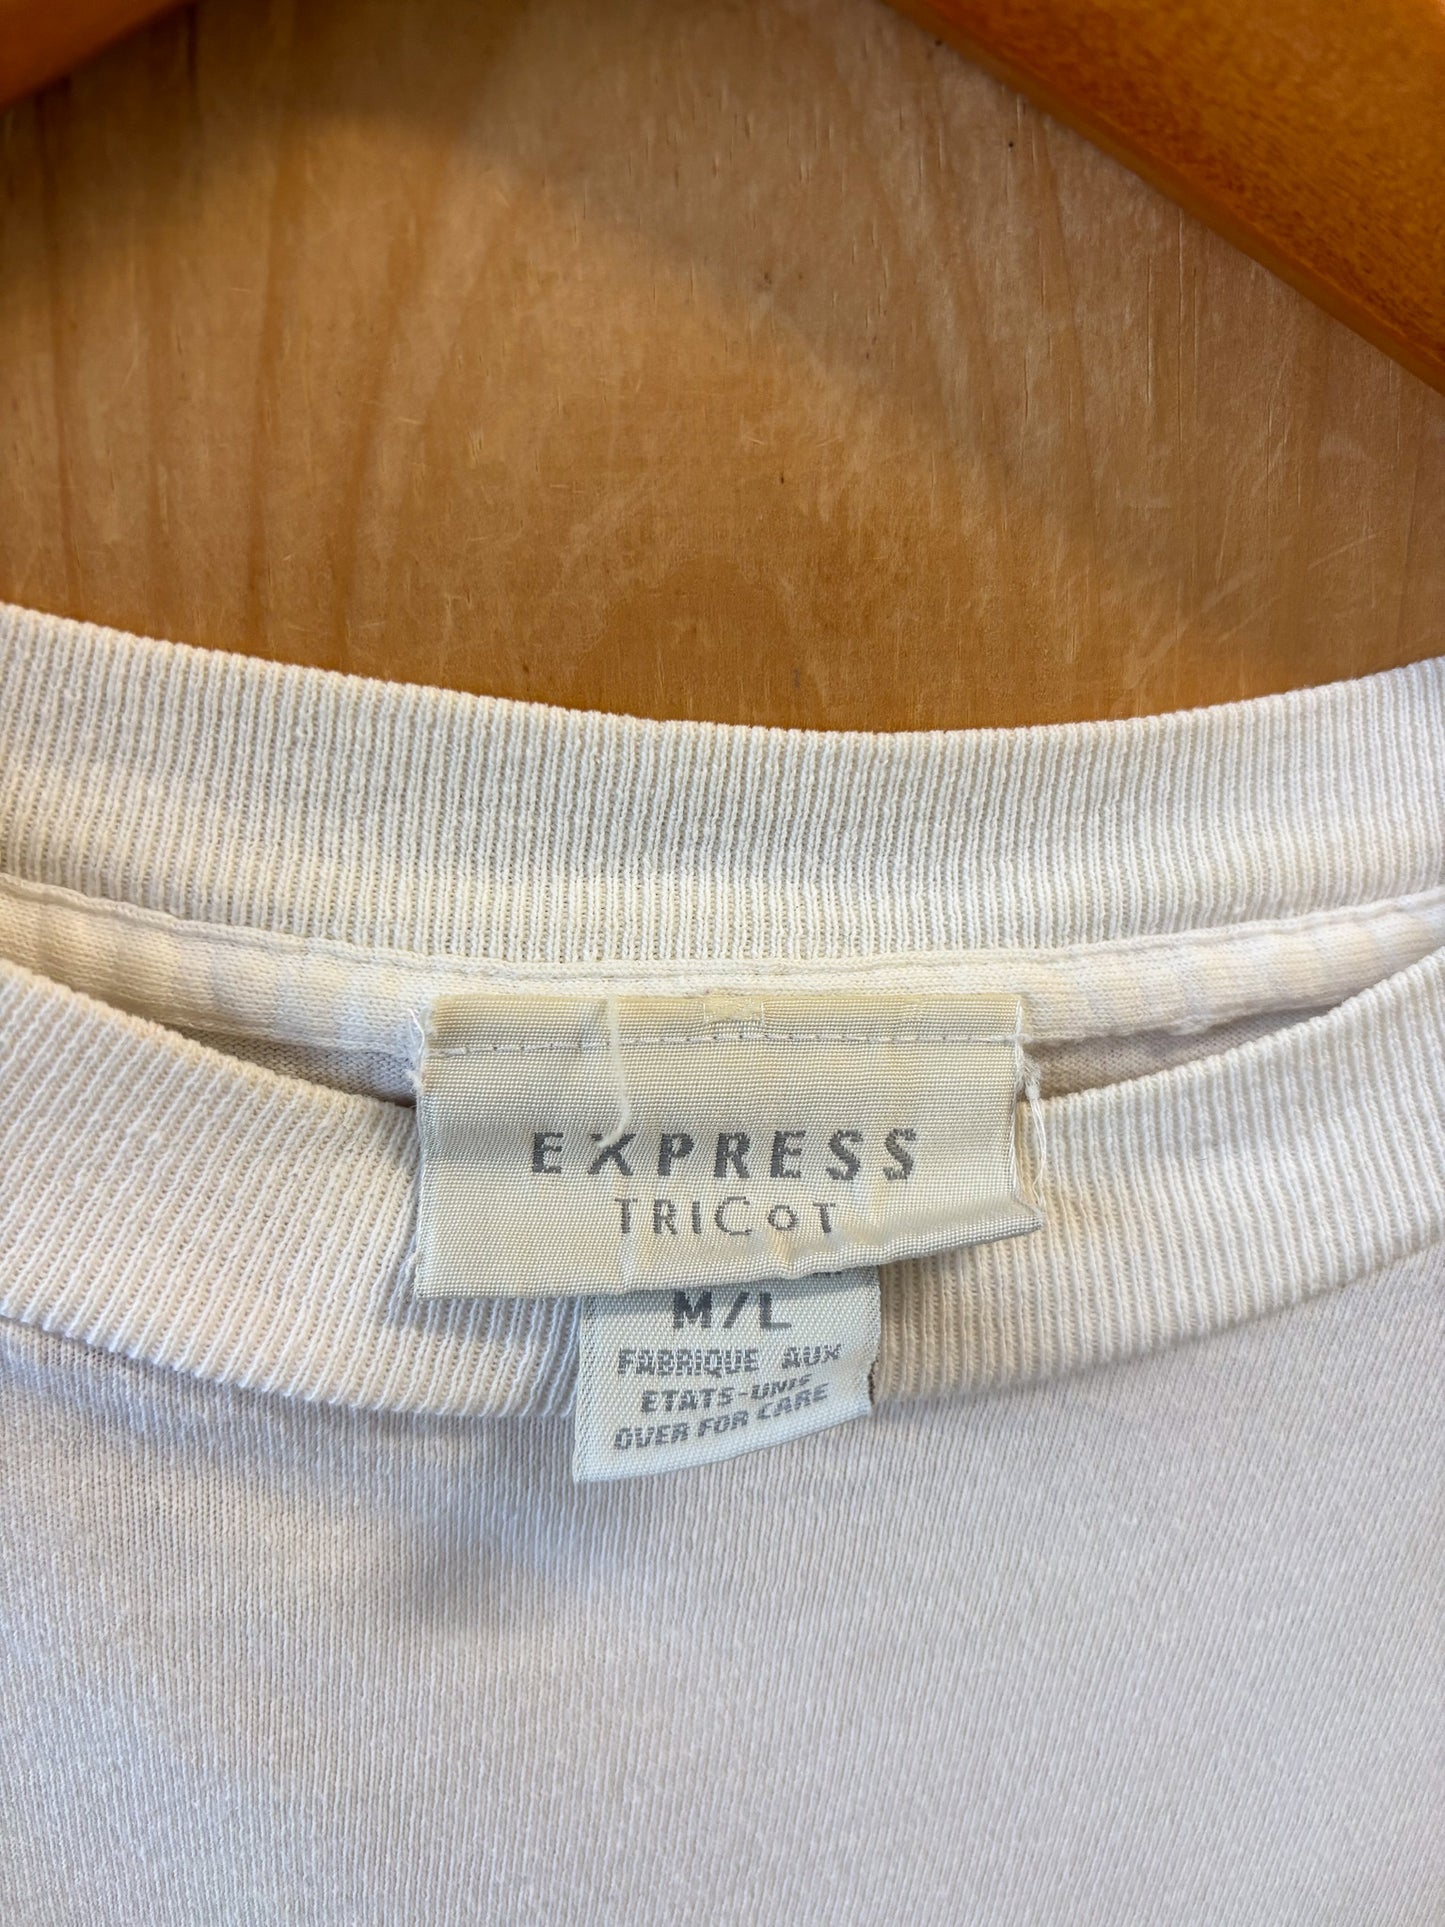 EXPRESS
TRICOT
M/L
FABRIQUE AUX
ETATS-UNIS
OVER FOR CARE